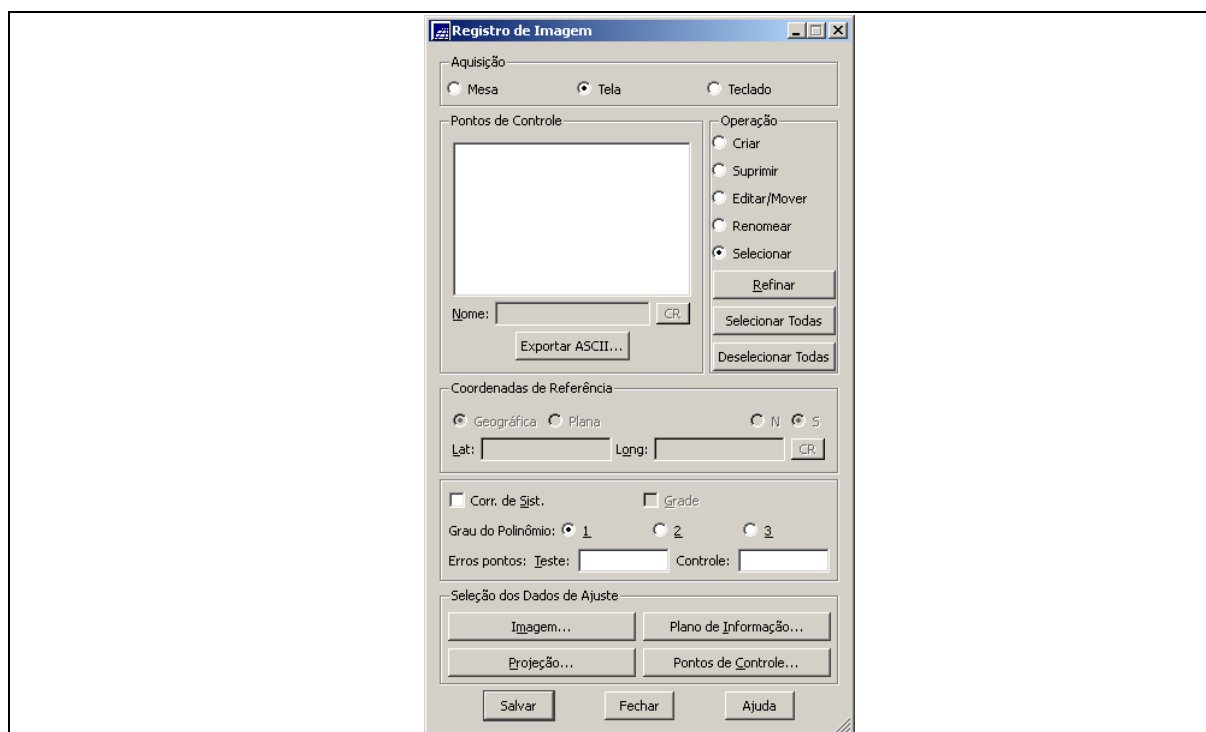 Registro de Imagem
Aquisição
Mesa Tela Teclado
Pontos de Controle
Nome: CR
Exportar ASCII...
Operação
Criar
Suprimir
Editar/Mover
Renomear
Selecionar
Refinar
Selecionar Todas
Deselecionar Todas
Coordenadas de Referência
Geográfica Plana N S
Lat: Long: CR
Corr. de Sist. Grade
Grau do Polinômio: 1 2 3
Erros pontos: Teste: Controle:
Seleção dos Dados de Ajuste
Imagem... Plano de Informação...
Projeção... Pontos de Controle...
Salvar Fechar Ajuda